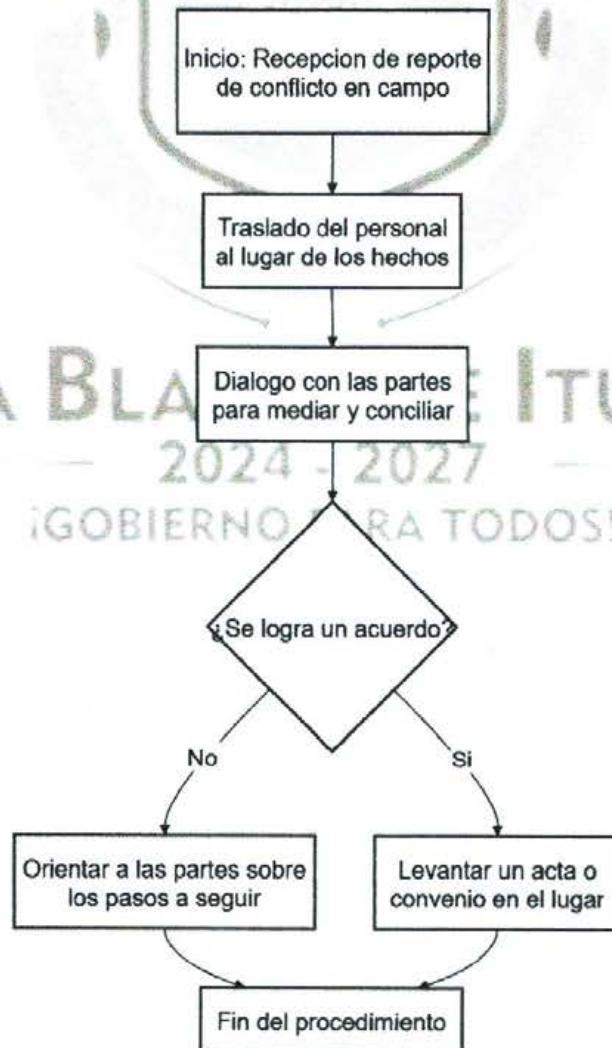 Inicio: Recepcion de reporte
de conflicto en campo
Traslado del personal
al lugar de los hechos
Dialogo con las partes
para mediar y conciliar
2024 - 2027
¡GOBIERNO TODOS!
¿Se logra un acuerdo?
No
Si
Orientar a las partes sobre
los pasos a seguir
Levantar un acta o
convenio en el lugar
Fin del procedimiento